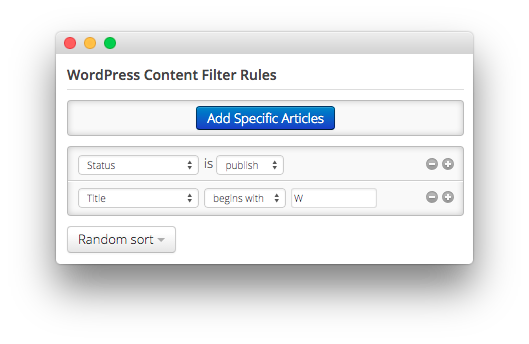 WordPress Content Filter Rules
Add Specific Articles
Status is publish
Title begins with W
Random sort